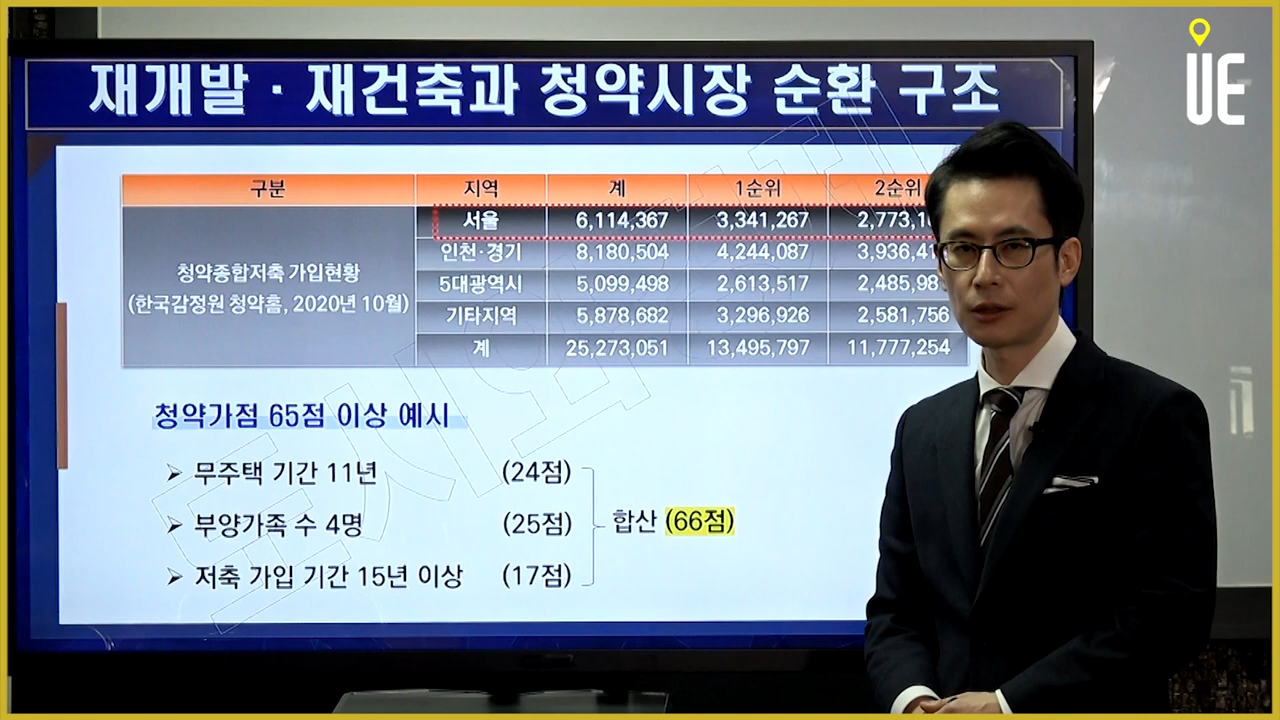 UE
재개발 · 재건축과 청약시장 순환 구조
구분 지역 계 1순위 2순위
청약종합저축 가입현황
(한국감정원 청약홈, 2020년 10월)
서울 6,114,367 3,341,267
인천·경기 8,180,504 4,244,087
5대광역시 5,099,498 2,613,517
기타지역 5,878,682 3,296,926 2,581,756
계 25,273,051 13,495,797 11,777,254
청약가점 65점 이상 예시
➢ 무주택 기간 11년 (24점)
➢ 부양가족 수 4명 (25점)
➢ 저축 가입 기간 15년 이상 (17점)
합산 (66점)